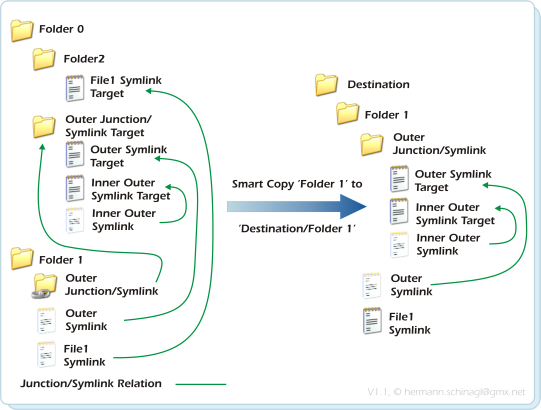 Folder 0
Folder2
File1 Symlink
Target
Outer Junction/
Symlink Target
Outer Symlink
Target
Inner Outer
Symlink Target
Inner Outer
Symlink
Folder 1
Outer
Junction/Symlink
Outer
Symlink
File1
Symlink
Junction/Symlink Relation
Smart Copy ‘Folder 1’ to
‘Destination/Folder 1’
Destination
Folder 1
Outer
Junction/Symlink
Outer Symlink
Target
Inner Outer
Symlink Target
Inner Outer
Symlink
Outer
Symlink
File1
Symlink
V1.1, © hermann.schinagl@gmx.net